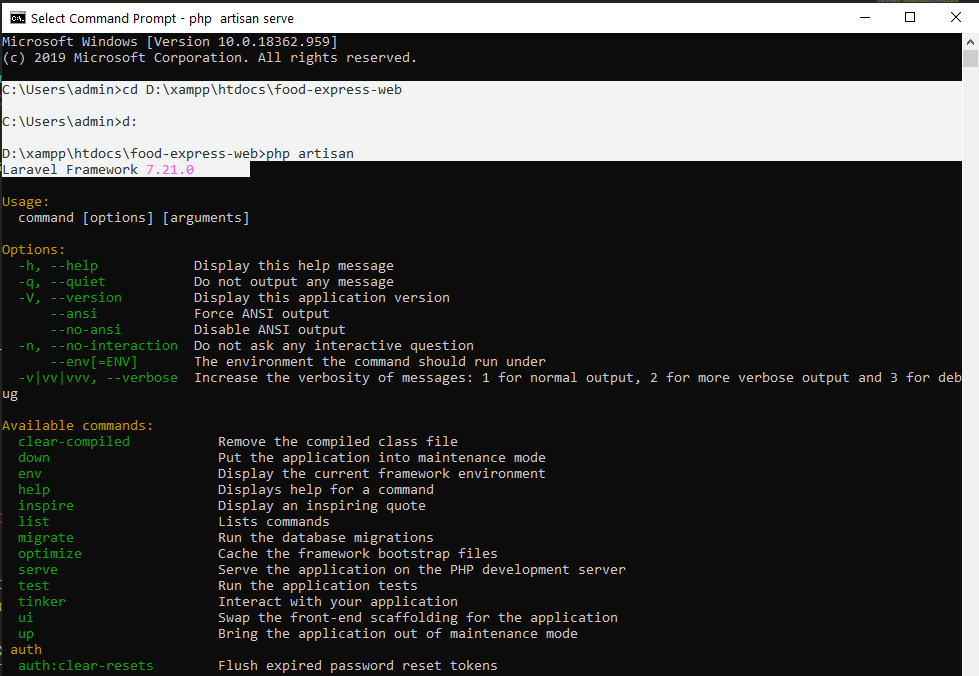 Select Command Prompt - php  artisan serve
Microsoft Windows [Version 10.0.18362.959]
(c) 2019 Microsoft Corporation. All rights reserved.
C:\Users\admin>cd D:\xampp\htdocs\food-express-web
C:\Users\admin>d:
D:\xampp\htdocs\food-express-web>php artisan
Laravel Framework 7.21.0
Usage:
  command [options] [arguments]
Options:
  -h, --help            Display this help message
  -q, --quiet           Do not output any message
  -V, --version         Display this application version
      --ansi            Force ANSI output
      --no-ansi         Disable ANSI output
  -n, --no-interaction  Do not ask any interactive question
      --env[=ENV]       The environment the command should run under
  -v|vv|vvv, --verbose  Increase the verbosity of messages: 1 for normal output, 2 for more verbose output and 3 for deb
ug
Available commands:
  clear-compiled           Remove the compiled class file
  down                     Put the application into maintenance mode
  env                      Display the current framework environment
  help                     Displays help for a command
  inspire                  Display an inspiring quote
  list                     Lists commands
  migrate                  Run the database migrations
  optimize                 Cache the framework bootstrap files
  serve                    Serve the application on the PHP development server
  test                     Run the application tests
  tinker                   Interact with your application
  ui                       Swap the front-end scaffolding for the application
  up                       Bring the application out of maintenance mode
 auth
  auth:clear-resets        Flush expired password reset tokens